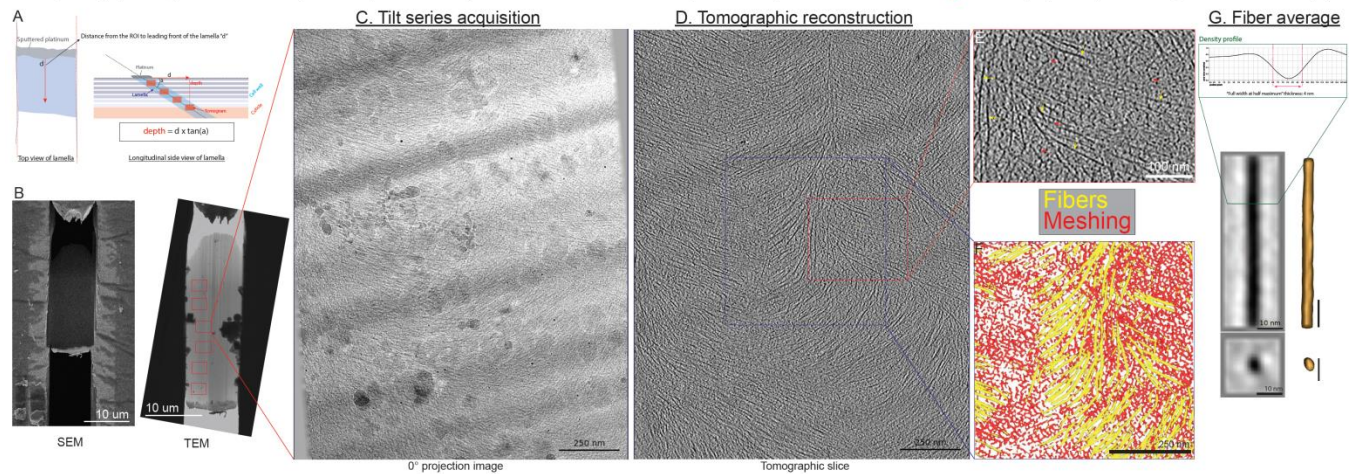 A
Sputtered platinum
Distance from the ROI to leading front of the lamella "d"
d
Platinum
d
a
depth
Lamella
Cell wall
Tomogram
depth = d x tan(a)
Top view of lamella
Longitudinal side view of lamella
B
10 um
SEM
10 um
TEM
C. Tilt series acquisition
250 nm
0° projection image
D. Tomographic reconstruction
250 nm
Tomographic slice
E
100 nm
Fibers
Meshing
F
250 nm
G. Fiber average
Density profile
"Full width at half maximum" thickness: 4 nm
10 nm
10 nm